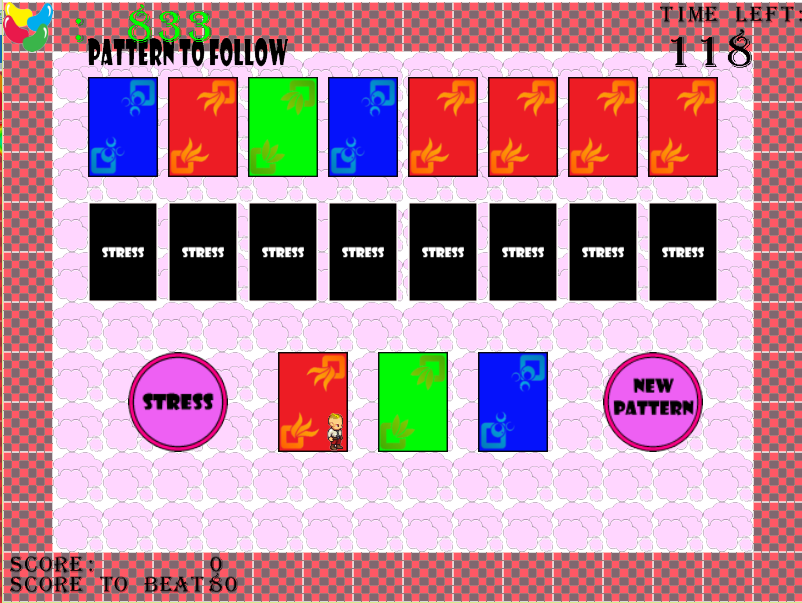 : 833
TIME LEFT:
118
PATTERN TO FOLLOW
STRESS STRESS STRESS STRESS STRESS STRESS STRESS STRESS
STRESS
NEW
PATTERN
SCORE: 0
SCORE TO BEAT 80